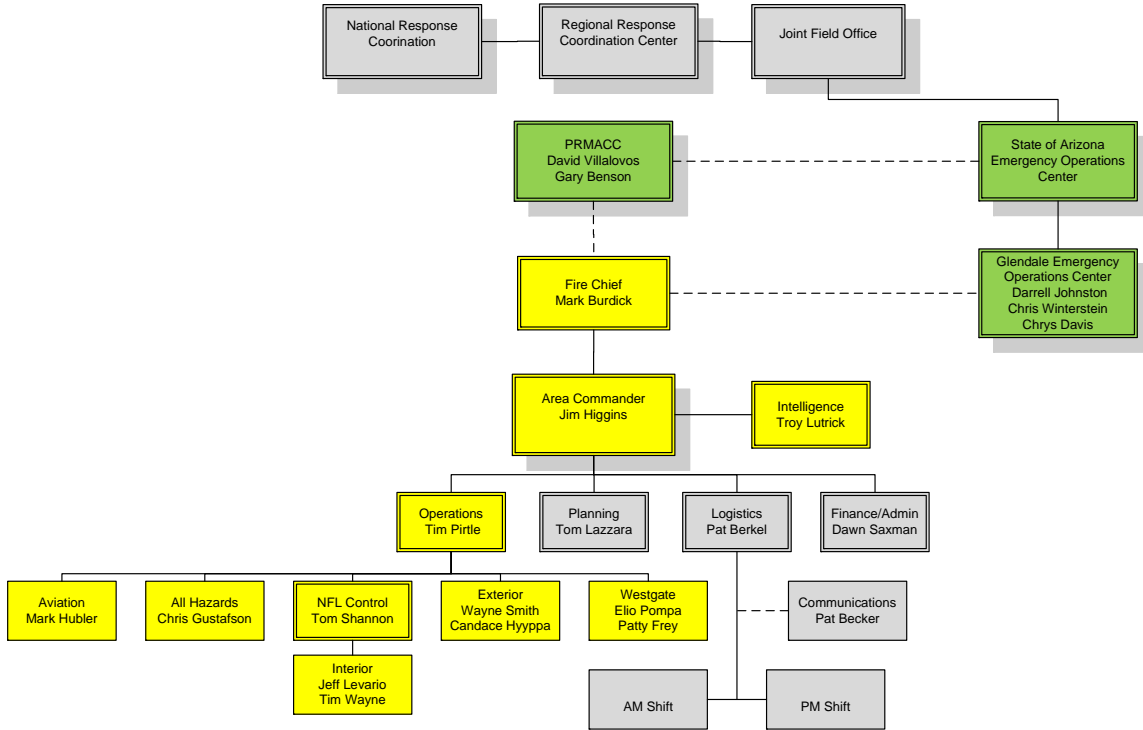 National Response
Coorination
Regional Response
Coordination Center
Joint Field Office
PRMACC
David Villalovos
Gary Benson
State of Arizona
Emergency Operations
Center
Fire Chief
Mark Burdick
Glendale Emergency
Operations Center
Darrell Johnston
Chris Winterstein
Chrys Davis
Area Commander
Jim Higgins
Intelligence
Troy Lutrick
Operations
Tim Pirtle
Planning
Tom Lazzara
Logistics
Pat Berkel
Finance/Admin
Dawn Saxman
Aviation
Mark Hubler
All Hazards
Chris Gustafson
NFL Control
Tom Shannon
Exterior
Wayne Smith
Candace Hyyppa
Westgate
Elio Pompa
Patty Frey
Communications
Pat Becker
Interior
Jeff Levario
Tim Wayne
AM Shift
PM Shift